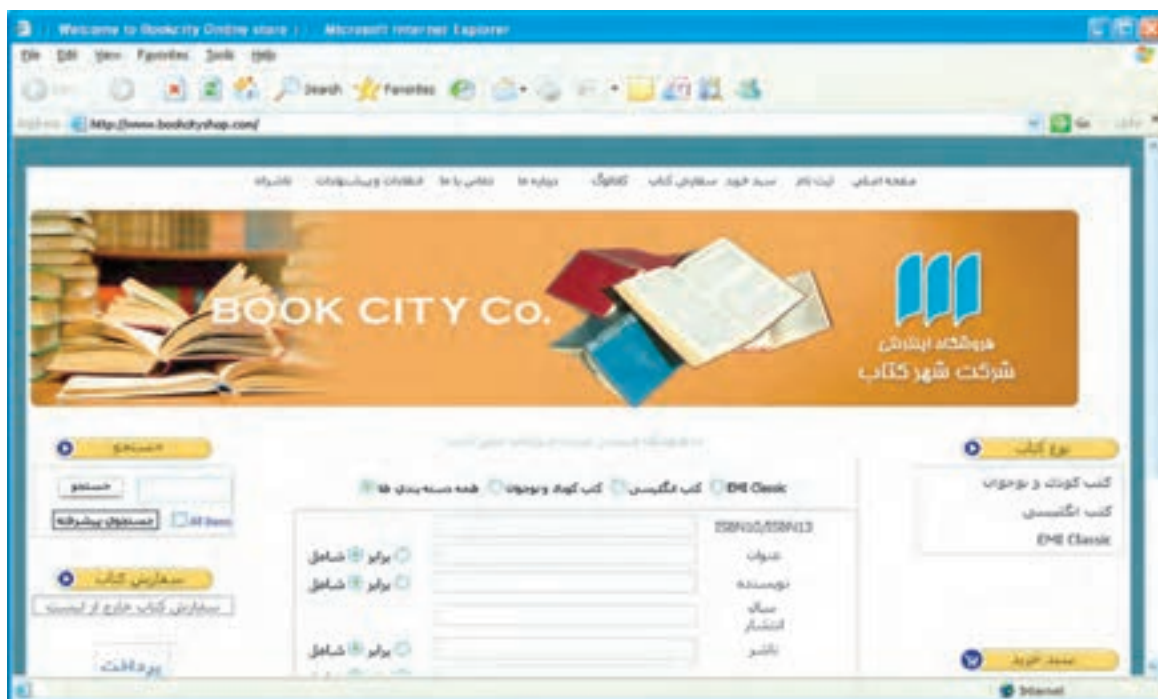 Welcome to Bookcity Online store Microsoft Internet Explorer
File Edit View Favorites Tools Help
Search Favorites
http://www.bookcityshop.com/ Go
صفحه اصلی ثبت نام سبد خرید سفارش کتاب کاتالوگ درباره ما تماس با ما انتقادات و پیشنهادات ناشران
BOOK CITY Co.
فروشگاه اینترنتی
شرکت شهر کتاب
نوع کتاب
کتب کودک و نوجوان
کتب انگلیسی
EMI Classic
سبد خرید
EMI Classic کتب انگلیسی کتب کودک و نوجوان همه دسته بندی ها
ISBN10/ISBN13
عنوان برابر شامل
نویسنده برابر شامل
سال
انتشار
ناشر برابر شامل
جستجو
جستجو
All Items جستجوی پیشرفته
سفارش کتاب
سفارش کتاب خارج از لیست
پرداخت
Internet